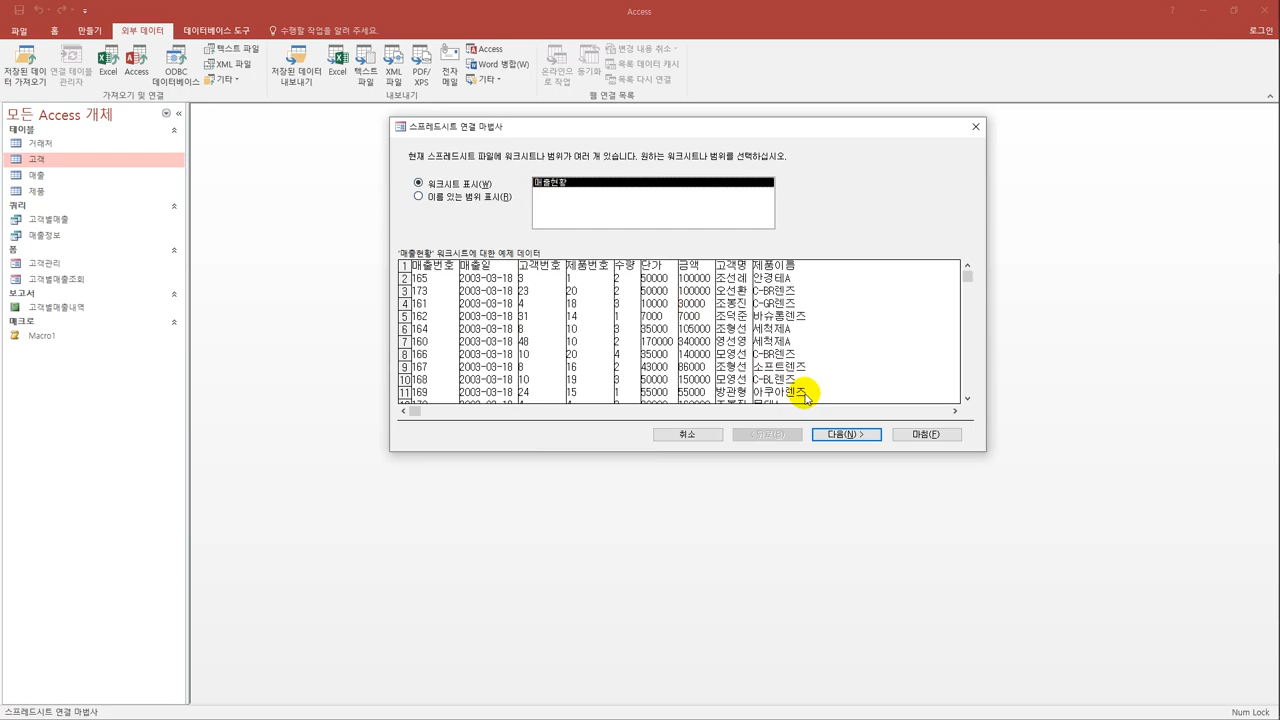 Access
파일 홈 만들기 외부 데이터 데이터베이스 도구 수행할 작업을 알려 주세요. 로그인
저장된 데이터 가져오기
연결 테이블 관리자
Excel
Access
ODBC 데이터베이스
텍스트 파일
XML 파일
기타
가져오기 및 연결
저장된 데이터 내보내기
Excel
텍스트 파일
XML 파일
PDF/XPS
전자 메일
Access
Word 병합(W)
기타
내보내기
온라인으로 작업
동기화
변경 내용 취소
목록 데이터 캐시
목록 다시 연결
웹 연결 목록
모든 Access 개체
테이블
거래처
고객
매출
제품
쿼리
고객별매출
매출정보
폼
고객관리
고객별매출조회
보고서
고객별매출내역
매크로
Macro1
스프레드시트 연결 마법사
현재 스프레드시트 파일에 워크시트나 범위가 여러 개 있습니다. 원하는 워크시트나 범위를 선택하십시오.
워크시트 표시(W)
이름 있는 범위 표시(R)
매출현황
'매출현황' 워크시트에 대한 예제 데이터
1 매출번호 매출일 고객번호 제품번호 수량 단가 금액 고객명 제품이름
2 165 2003-03-18 3 1 2 50000 100000 조선례 안경테A
3 173 2003-03-18 23 20 2 50000 100000 오선환 C-BR렌즈
4 161 2003-03-18 4 18 3 10000 30000 조봉진 C-GR렌즈
5 162 2003-03-18 31 14 1 7000 7000 조덕준 바슈롬렌즈
6 164 2003-03-18 8 10 3 35000 105000 조형선 세척제A
7 160 2003-03-18 48 10 2 170000 340000 영선영 세척제A
8 166 2003-03-18 10 20 4 35000 140000 모영선 C-BR렌즈
9 167 2003-03-18 8 16 2 43000 86000 조형선 소프트렌즈
10 168 2003-03-18 10 19 3 50000 150000 모영선 C-BL렌즈
11 169 2003-03-18 24 15 1 55000 55000 방관형 아쿠아렌즈
취소 < 뒤로(B) 다음(N) > 마침(F)
스프레드시트 연결 마법사 Num Lock